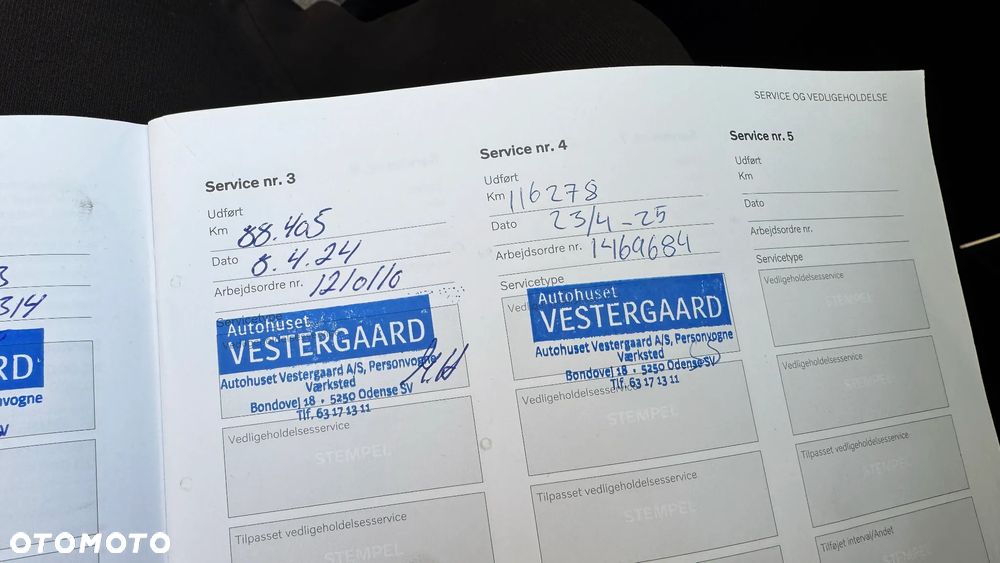 SERVICE OG VEDLIGEHOLDELSE
3
314
RD
Service nr. 3
Udført
Km 88.405
Dato 8.4.24
Arbejdsordre nr.
Servicetype
Autohuset
VESTERGAARD
Autohuset Vestergaard A/S, Personvogne
Værksted
Bondovej 18 • 5250 Odense SV
Tlf. 63 17 13 11
Vedligeholdelsesservice
STEMPEL
Tilpasset vedligeholdelsesservice
STEMPEL
Service nr. 4
Udført
Km 116278
Dato 23/4-25
Arbejdsordre nr. 1469684
Servicetype
Autohuset
VESTERGAARD
Autohuset Vestergaard A/S, Personvogne
Værksted
Bondovej 18 • 5250 Odense SV
Tlf. 63 17 13 11
Vedligeholdelsesservice
STEMPEL
Tilpasset vedligeholdelsesservice
STEMPEL
Service nr. 5
Udført
Km
Dato
Arbejdsordre nr.
Servicetype
Vedligeholdelsesservice
STEMPEL
Vedligeholdelsesservice
STEMPEL
Tilpasset vedligeholdelsesservice
STEMPEL
Tilføjet interval/Andet
STEMPEL
OTOMOTO